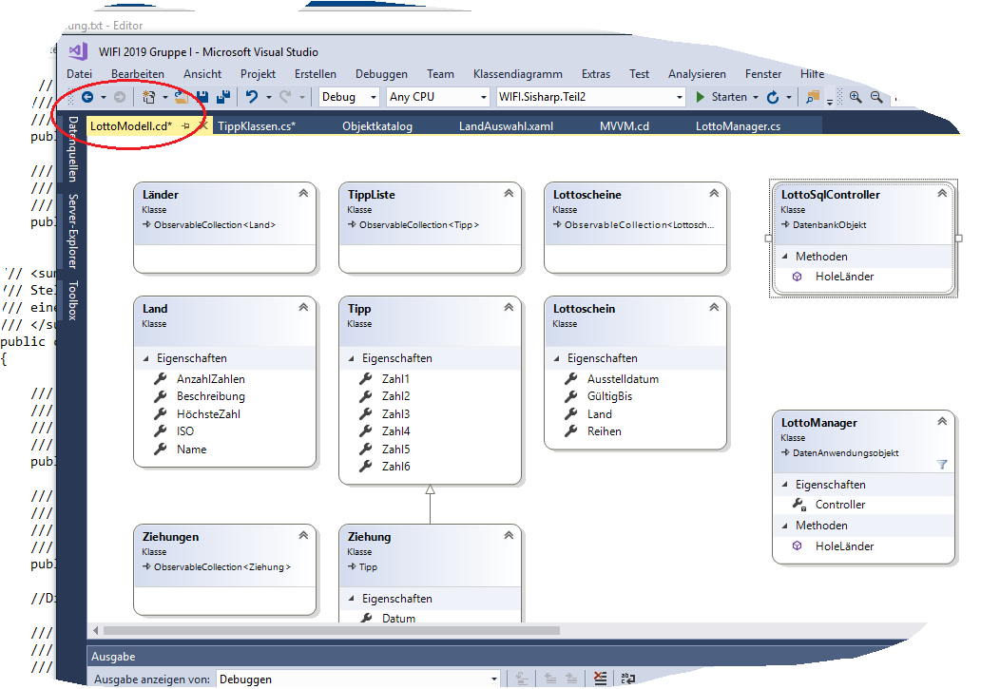 ung.txt - Editor
WIFI 2019 Gruppe I - Microsoft Visual Studio
Datei Bearbeiten Ansicht Projekt Erstellen Debuggen Team Klassendiagramm Extras Test Analysieren Fenster Hilfe
Debug Any CPU WIFI.Sisharp.Teil2 Starten
LottoModell.cd* TippKlassen.cs* Objektkatalog LandAuswahl.xaml MVVM.cd LottoManager.cs
Datenquellen
Server-Explorer
Toolbox
//
///
///
publ
///
///
///
publ
/// <sum
/// Stel
/// eine
/// </su
public c
{
///
///
///
///
publ
///
///
///
///
publ
//Di
///
///
///
Länder
Klasse
ObservableCollection<Land>
TippListe
Klasse
ObservableCollection<Tipp>
Lottoscheine
Klasse
ObservableCollection<Lottosch...
LottoSqlController
Klasse
DatenbankObjekt
Methoden
HoleLänder
Land
Klasse
Eigenschaften
AnzahlZahlen
Beschreibung
HöchsteZahl
ISO
Name
Tipp
Klasse
Eigenschaften
Zahl1
Zahl2
Zahl3
Zahl4
Zahl5
Zahl6
Lottoschein
Klasse
Eigenschaften
Ausstelldatum
GültigBis
Land
Reihen
LottoManager
Klasse
DatenAnwendungsobjekt
Eigenschaften
Controller
Methoden
HoleLänder
Ziehungen
Klasse
ObservableCollection<Ziehung>
Ziehung
Klasse
Tipp
Eigenschaften
Datum
Ausgabe
Ausgabe anzeigen von: Debuggen